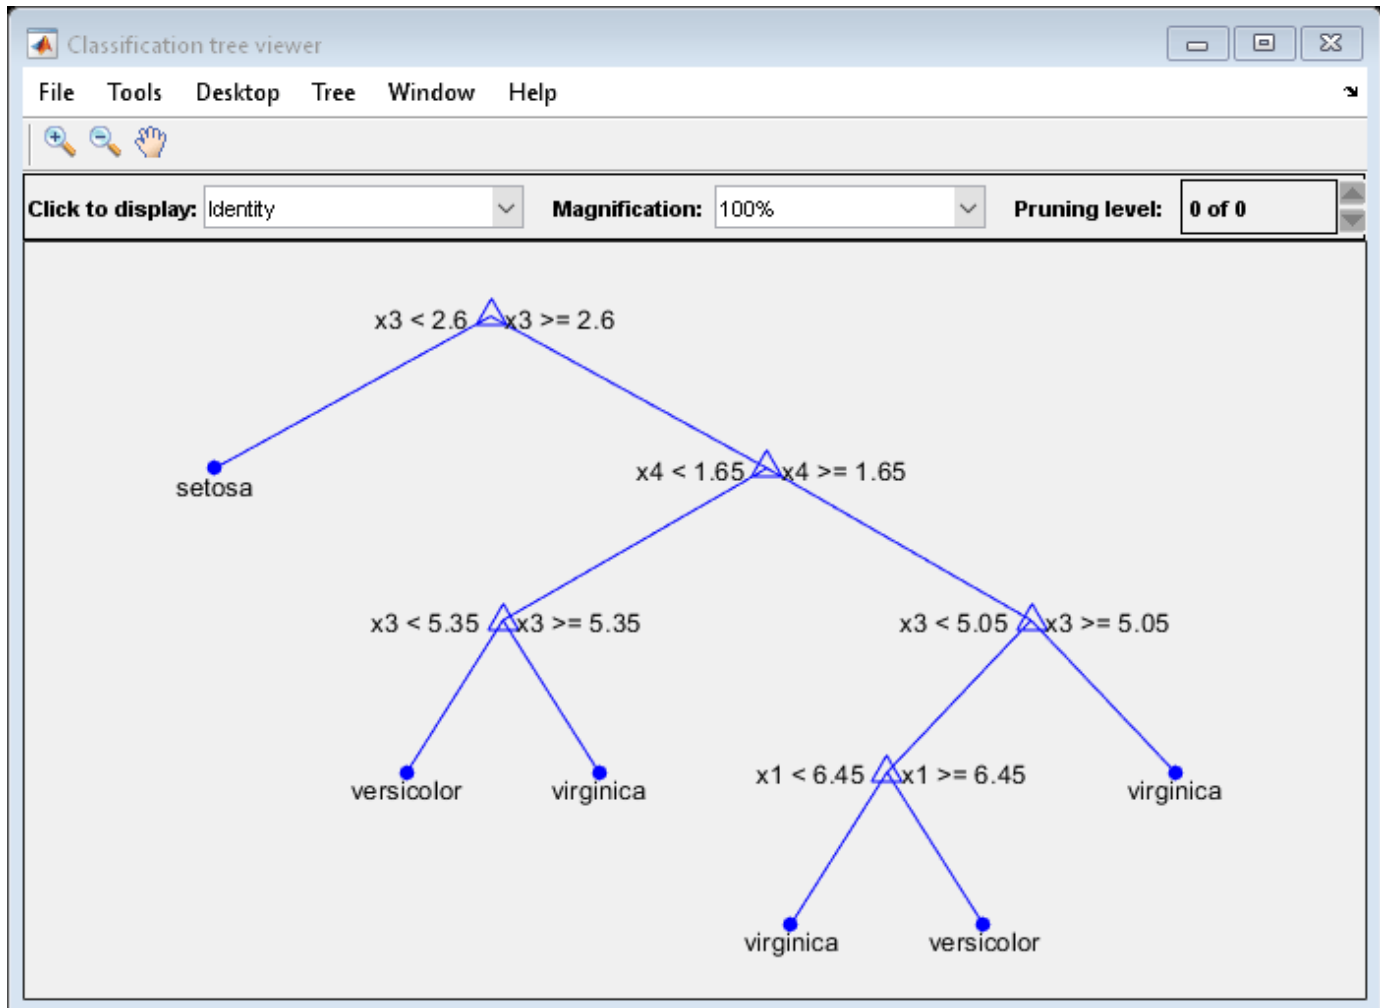 Classification tree viewer
File Tools Desktop Tree Window Help
Click to display: Identity Magnification: 100% Pruning level: 0 of 0
x3 < 2.6 x3 >= 2.6
setosa
x4 < 1.65 x4 >= 1.65
x3 < 5.35 x3 >= 5.35
x3 < 5.05 x3 >= 5.05
versicolor
virginica
x1 < 6.45 x1 >= 6.45
virginica
virginica
versicolor